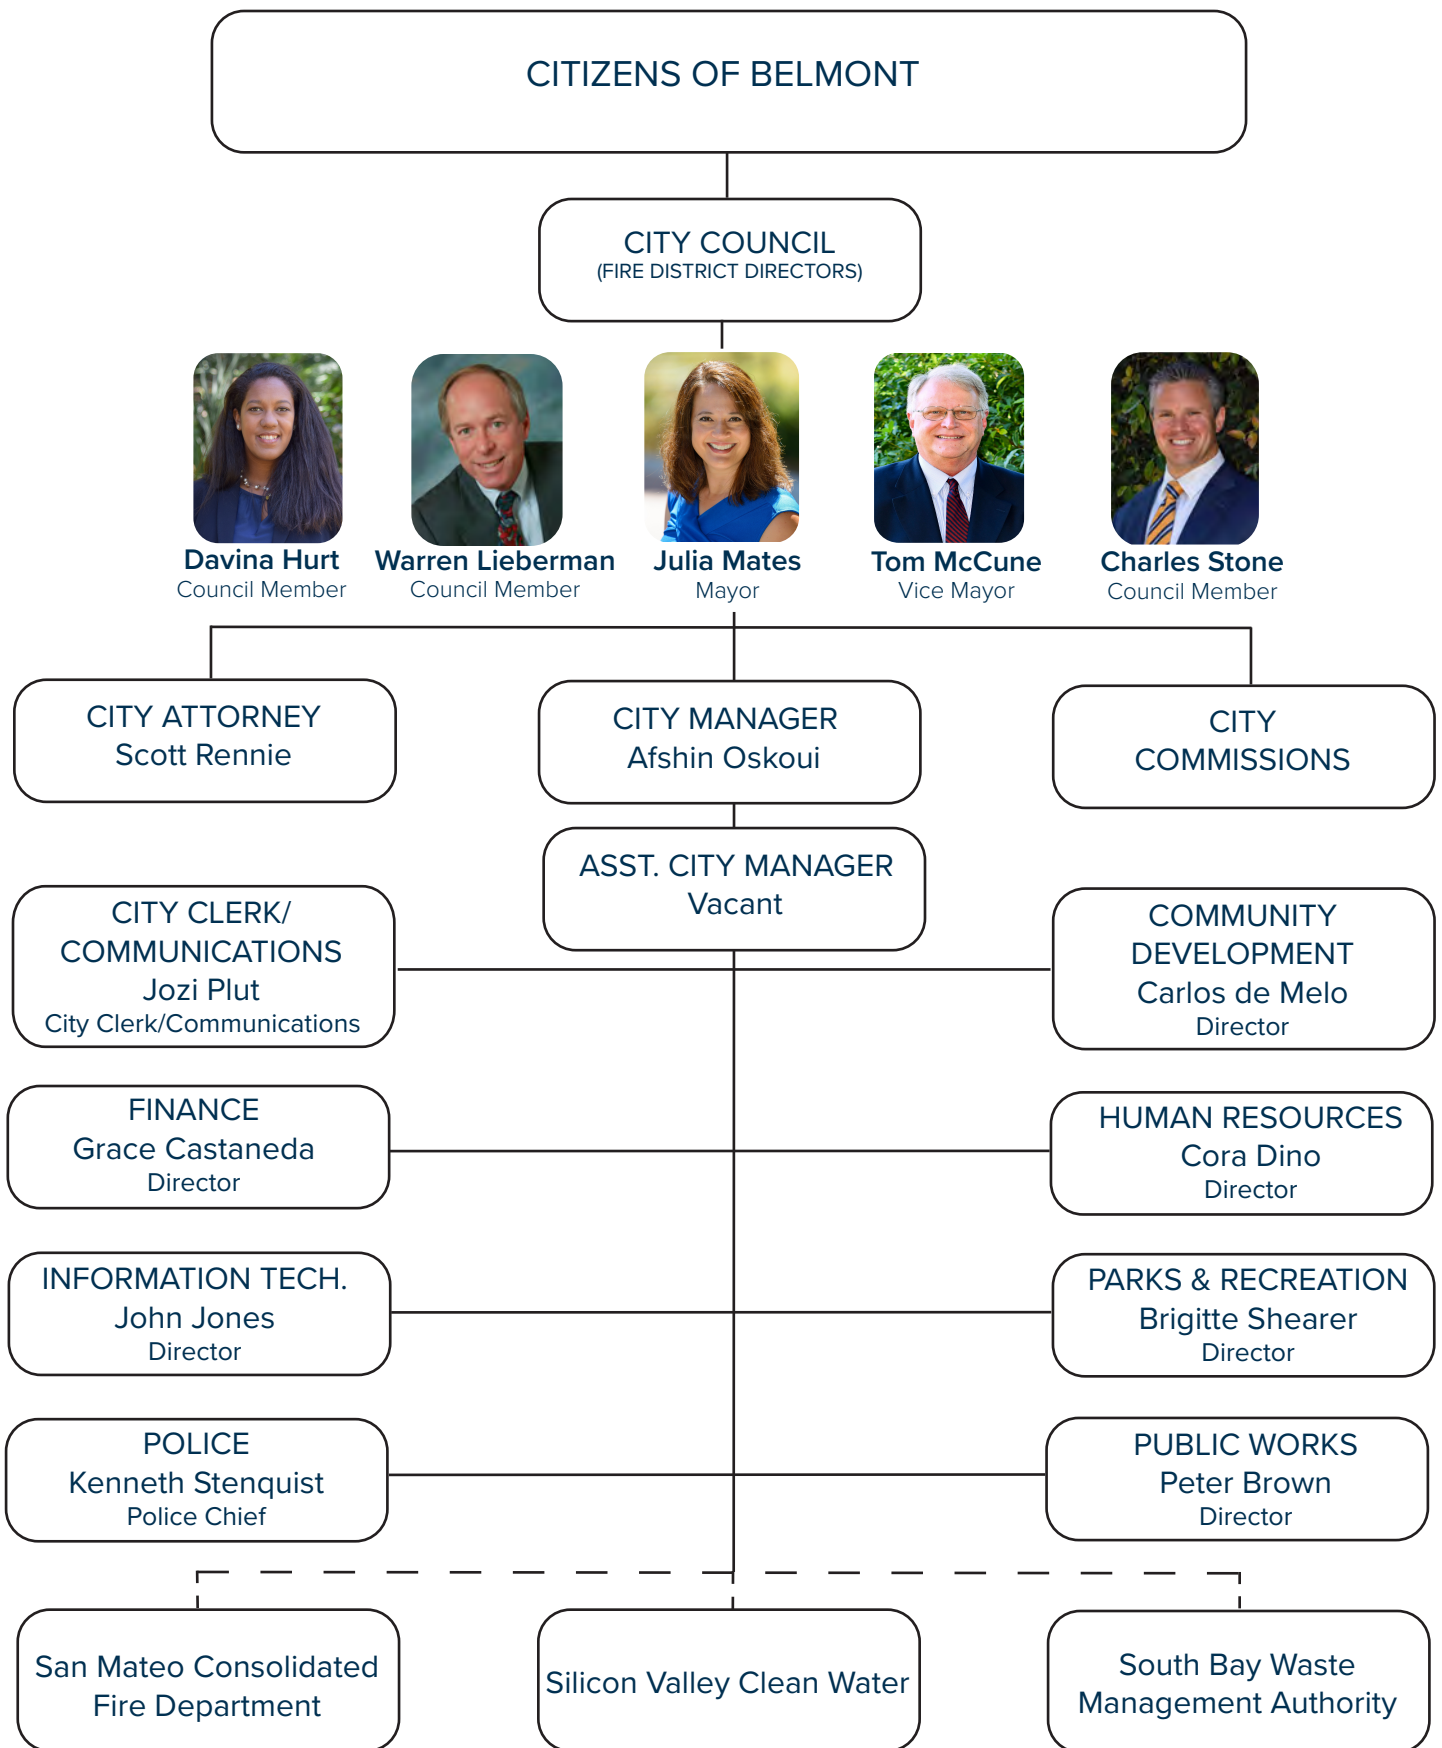 CITIZENS OF BELMONT
CITY COUNCIL
(FIRE DISTRICT DIRECTORS)
Davina Hurt
Council Member
Warren Lieberman
Council Member
Julia Mates
Mayor
Tom McCune
Vice Mayor
Charles Stone
Council Member
CITY ATTORNEY
Scott Rennie
CITY MANAGER
Afshin Oskoui
CITY
COMMISSIONS
ASST. CITY MANAGER
Vacant
CITY CLERK/
COMMUNICATIONS
Jozi Plut
City Clerk/Communications
COMMUNITY
DEVELOPMENT
Carlos de Melo
Director
FINANCE
Grace Castaneda
Director
HUMAN RESOURCES
Cora Dino
Director
INFORMATION TECH.
John Jones
Director
PARKS & RECREATION
Brigitte Shearer
Director
POLICE
Kenneth Stenquist
Police Chief
PUBLIC WORKS
Peter Brown
Director
San Mateo Consolidated
Fire Department
Silicon Valley Clean Water
South Bay Waste
Management Authority